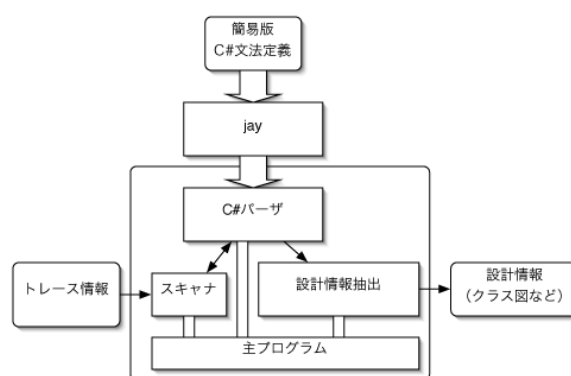 簡易版
C#文法定義
jay
C#パーザ
トレース情報
スキャナ
設計情報抽出
設計情報
（クラス図など）
主プログラム